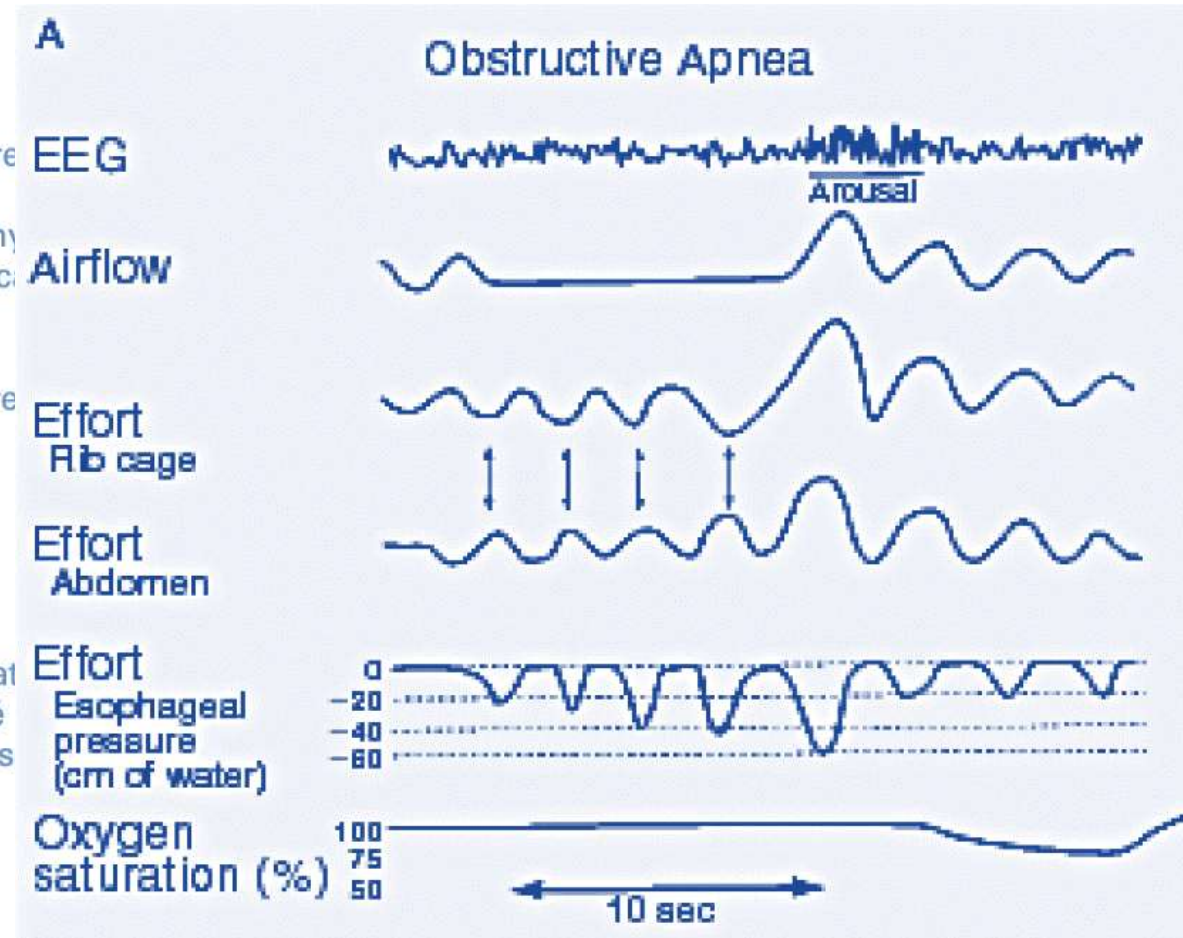 A
Obstructive Apnea
EEG
Arousal
Airflow
Effort
Rib cage
Effort
Abdomen
Effort
Esophageal
pressure
(cm of water)
0
−20
−40
−60
Oxygen
saturation (%)
100
75
50
10 sec